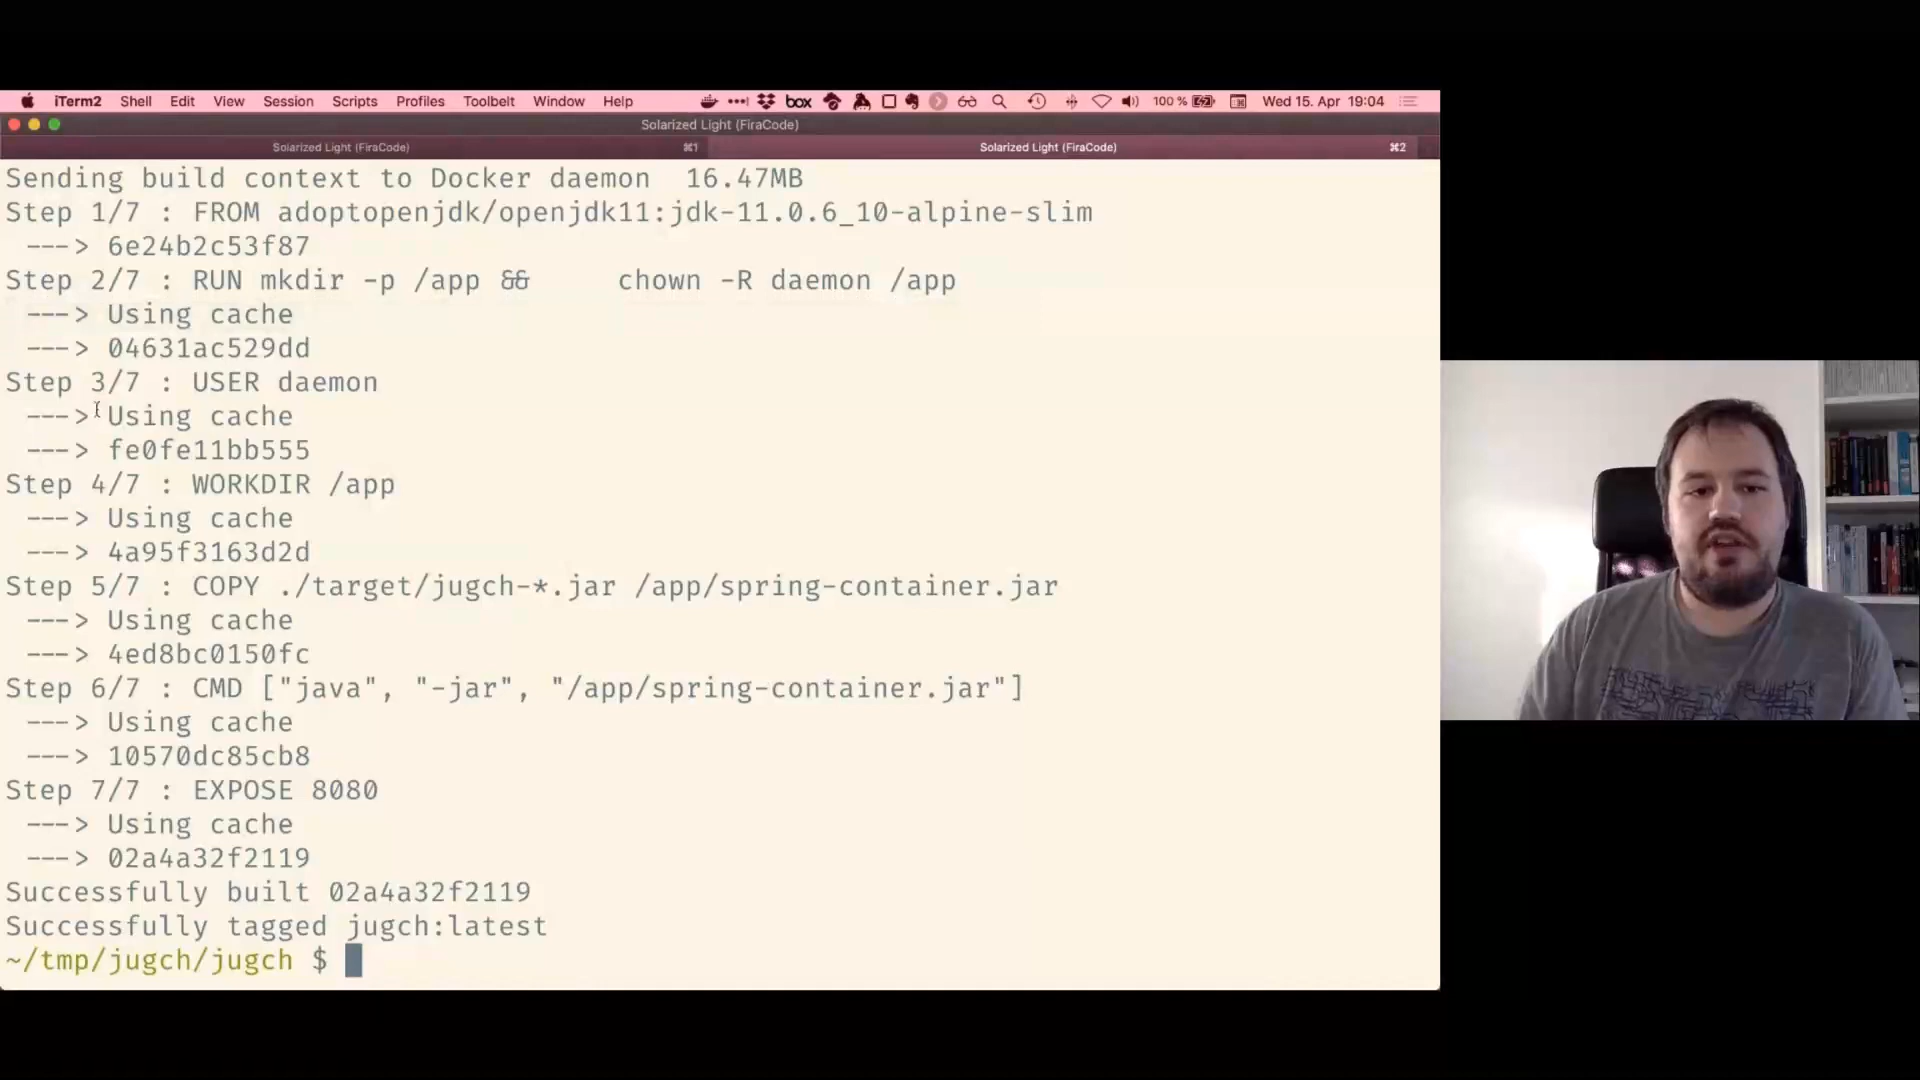 iTerm2 Shell Edit View Session Scripts Profiles Toolbelt Window Help box 100 % Wed 15. Apr 19:04
Solarized Light (FiraCode)
Solarized Light (FiraCode) ⌘1 Solarized Light (FiraCode) ⌘2
Sending build context to Docker daemon  16.47MB
Step 1/7 : FROM adoptopenjdk/openjdk11:jdk-11.0.6_10-alpine-slim
 ---> 6e24b2c53f87
Step 2/7 : RUN mkdir -p /app &&     chown -R daemon /app
 ---> Using cache
 ---> 04631ac529dd
Step 3/7 : USER daemon
 ---> Using cache
 ---> fe0fe11bb555
Step 4/7 : WORKDIR /app
 ---> Using cache
 ---> 4a95f3163d2d
Step 5/7 : COPY ./target/jugch-*.jar /app/spring-container.jar
 ---> Using cache
 ---> 4ed8bc0150fc
Step 6/7 : CMD ["java", "-jar", "/app/spring-container.jar"]
 ---> Using cache
 ---> 10570dc85cb8
Step 7/7 : EXPOSE 8080
 ---> Using cache
 ---> 02a4a32f2119
Successfully built 02a4a32f2119
Successfully tagged jugch:latest
~/tmp/jugch/jugch $